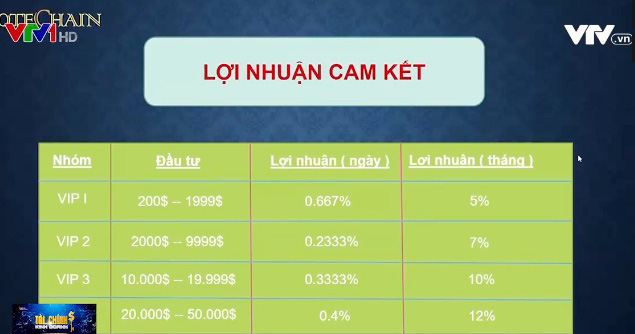 OTECHAIN
VTV1 HD
VTV.vn
LỢI NHUẬN CAM KẾT
Nhóm Đầu tư Lợi nhuận ( ngày ) Lợi nhuận ( tháng )
VIP I 200$ -- 1999$ 0.667% 5%
VIP 2 2000$ -- 9999$ 0.2333% 7%
VIP 3 10.000$ -- 19.999$ 0.3333% 10%
20.000$ -- 50.000$ 0.4% 12%
TÀI CHÍNH $
KINH DOANH